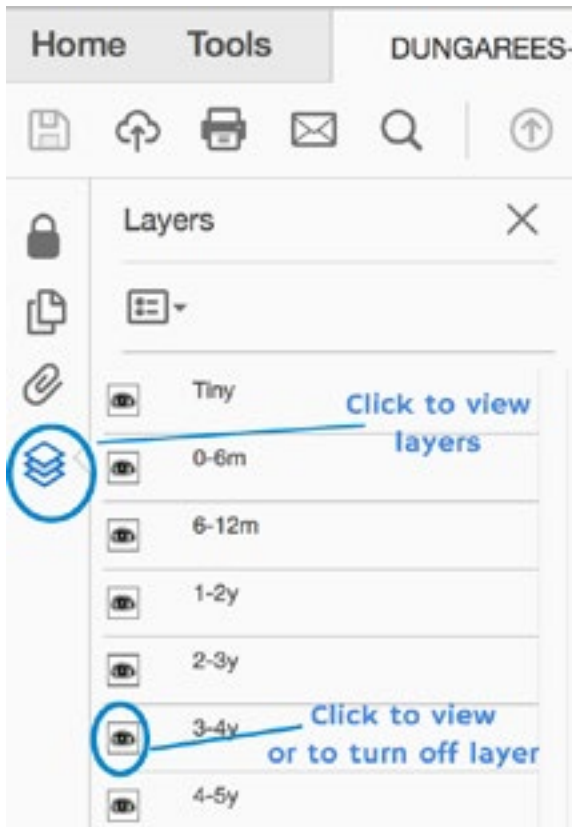 Home Tools DUNGAREES-
Layers
Tiny
Click to view
layers
0-6m
6-12m
1-2y
2-3y
3-4y
Click to view
or to turn off layer
4-5y